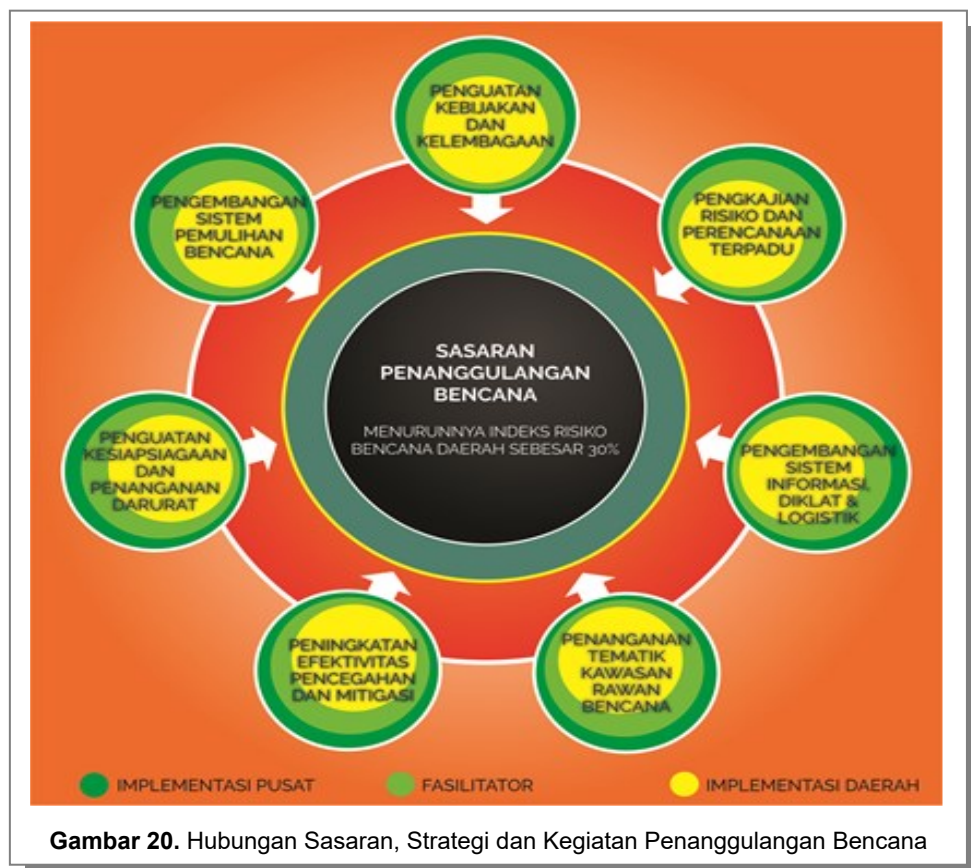 PENGUATAN
KEBIJAKAN
DAN
KELEMBAGAAN
PENGKAJIAN
RISIKO DAN
PERENCANAAN
TERPADU
PENGEMBANGAN
SISTEM
INFORMASI,
DIKLAT &
LOGISTIK
PENANGANAN
TEMATIK
KAWASAN
RAWAN
BENCANA
PENINGKATAN
EFEKTIVITAS
PENCEGAHAN
DAN MITIGASI
PENGUATAN
KESIAPSIAGAAN
DAN
PENANGANAN
DARURAT
PENGEMBANGAN
SISTEM
PEMULIHAN
BENCANA
SASARAN
PENANGGULANGAN
BENCANA
MENURUNNYA INDEKS RISIKO
BENCANA DAERAH SEBESAR 30%
IMPLEMENTASI PUSAT
FASILITATOR
IMPLEMENTASI DAERAH
Gambar 20. Hubungan Sasaran, Strategi dan Kegiatan Penanggulangan Bencana